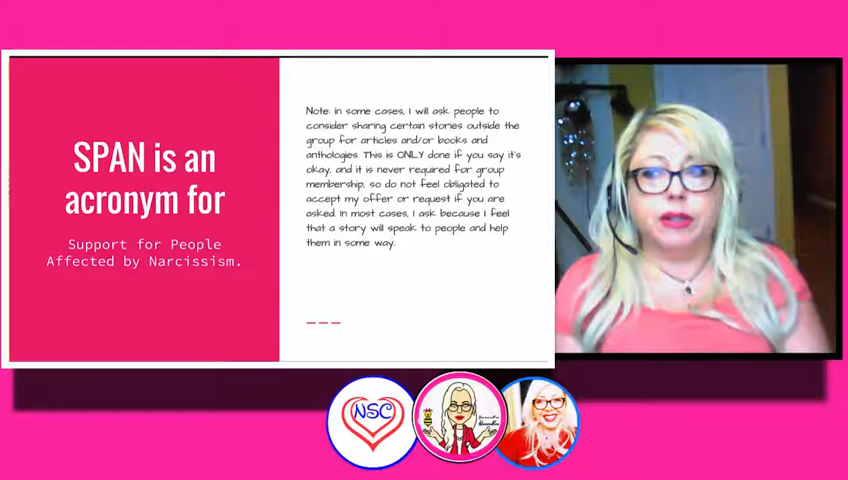 SPAN is an
acronym for
Support for People
Affected by Narcissism.
Note: in some cases, I will ask people to
consider sharing certain stories outside the
group for articles and/or books and
anthologies. This is ONLY done if you say it's
okay, and it is never required for group
membership, so do not feel obligated to
accept my offer or request if you are
asked. In most cases, I ask because I feel
that a story will speak to people and help
them in some way.
NSC